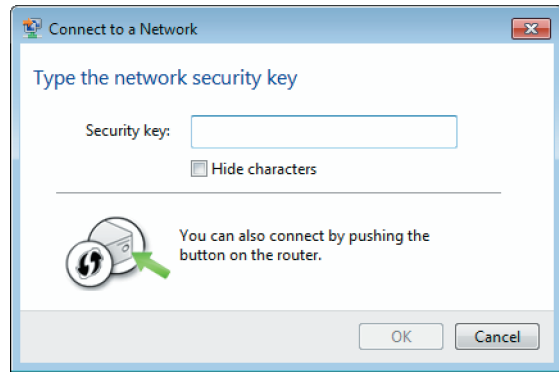 Connect to a Network
Type the network security key
Security key:
Hide characters
You can also connect by pushing the
button on the router.
OK
Cancel